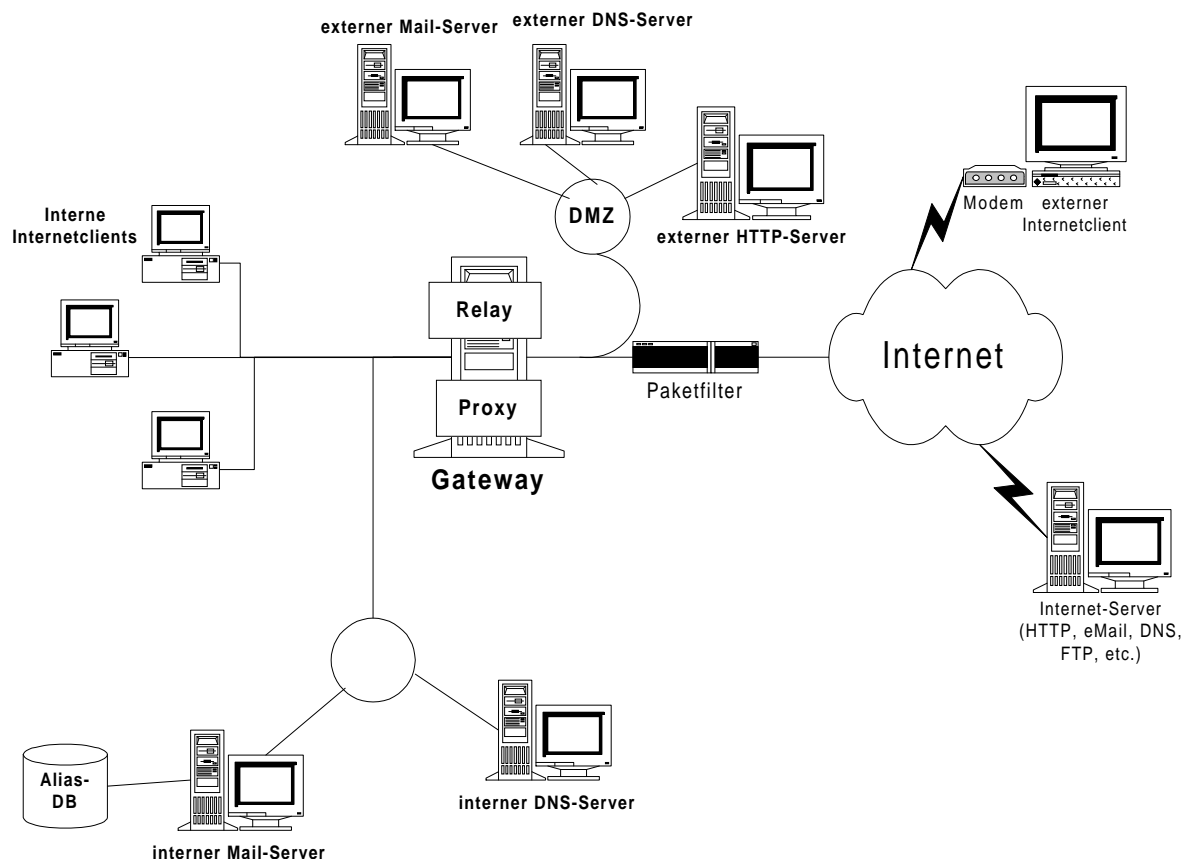 externer Mail-Server
externer DNS-Server
externer HTTP-Server
DMZ
Modem
externer
Internetclient
Interne
Internetclients
Relay
Proxy
Gateway
Paketfilter
Internet
Internet-Server
(HTTP, eMail, DNS,
FTP, etc.)
Alias-
DB
interner Mail-Server
interner DNS-Server